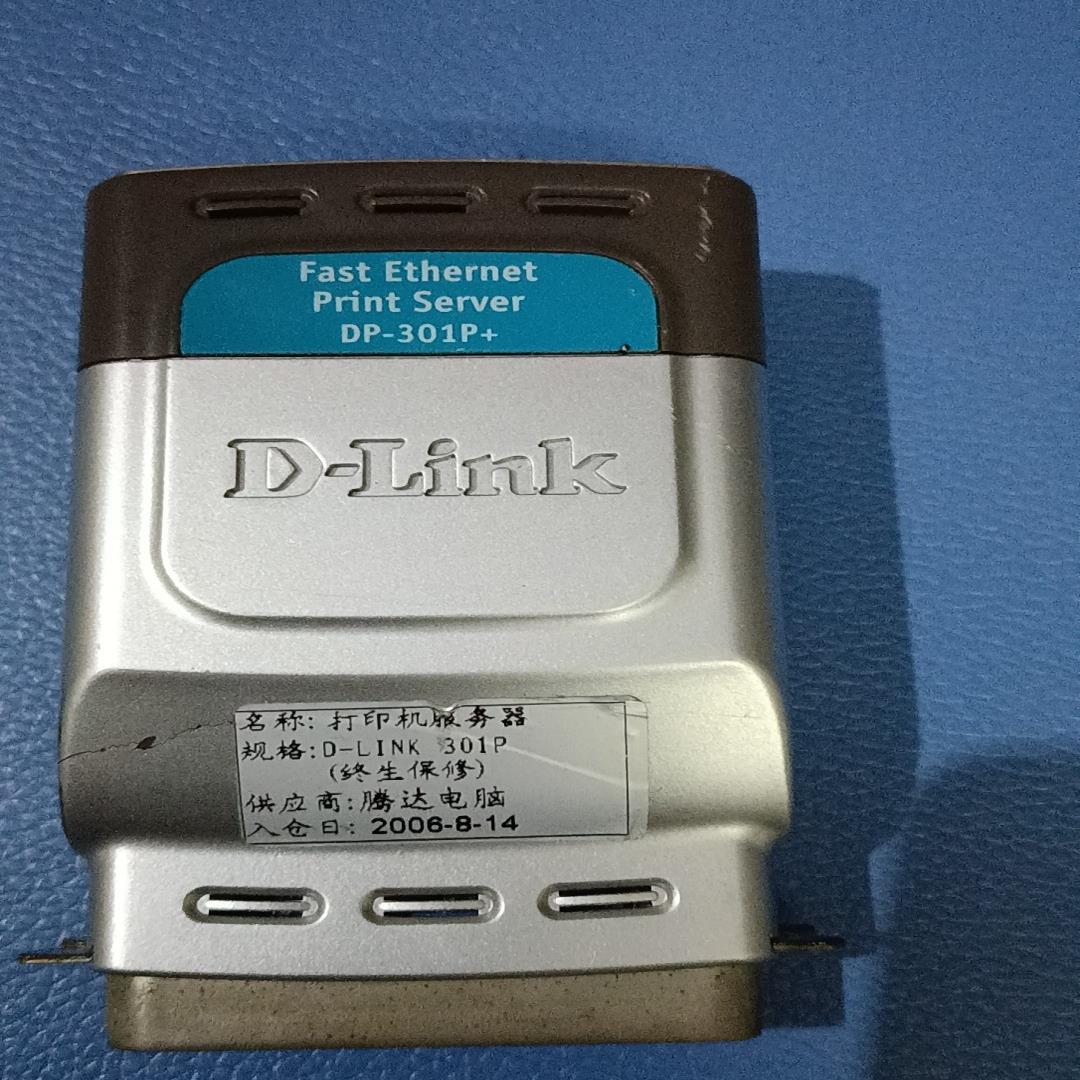 Fast Ethernet
Print Server
DP-301P+
D-Link
名称: 打印机服务器
规格:D-LINK 301P
(终生保修)
供应商:腾达电脑
入仓日: 2006-8-14